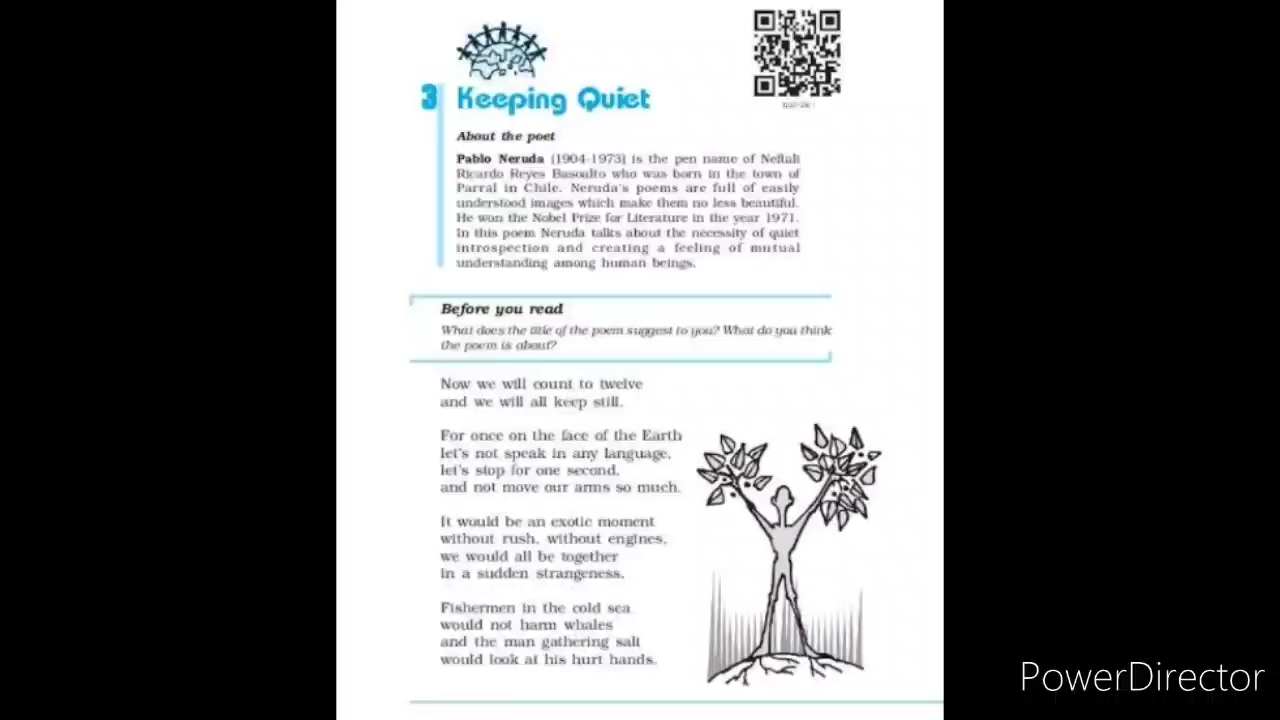 3 Keeping Quiet
About the poet
Pablo Neruda (1904-1973) is the pen name of Neftali
Ricardo Reyes Basoalto who was born in the town of
Parral in Chile. Neruda's poems are full of easily
understood images which make them no less beautiful.
He won the Nobel Prize for Literature in the year 1971.
In this poem Neruda talks about the necessity of quiet
introspection and creating a feeling of mutual
understanding among human beings.
Before you read
What does the title of the poem suggest to you? What do you think
the poem is about?
Now we will count to twelve
and we will all keep still.
For once on the face of the Earth
let's not speak in any language,
let's stop for one second,
and not move our arms so much.
It would be an exotic moment
without rush, without engines,
we would all be together
in a sudden strangeness.
Fishermen in the cold sea
would not harm whales
and the man gathering salt
would look at his hurt hands.
PowerDirector